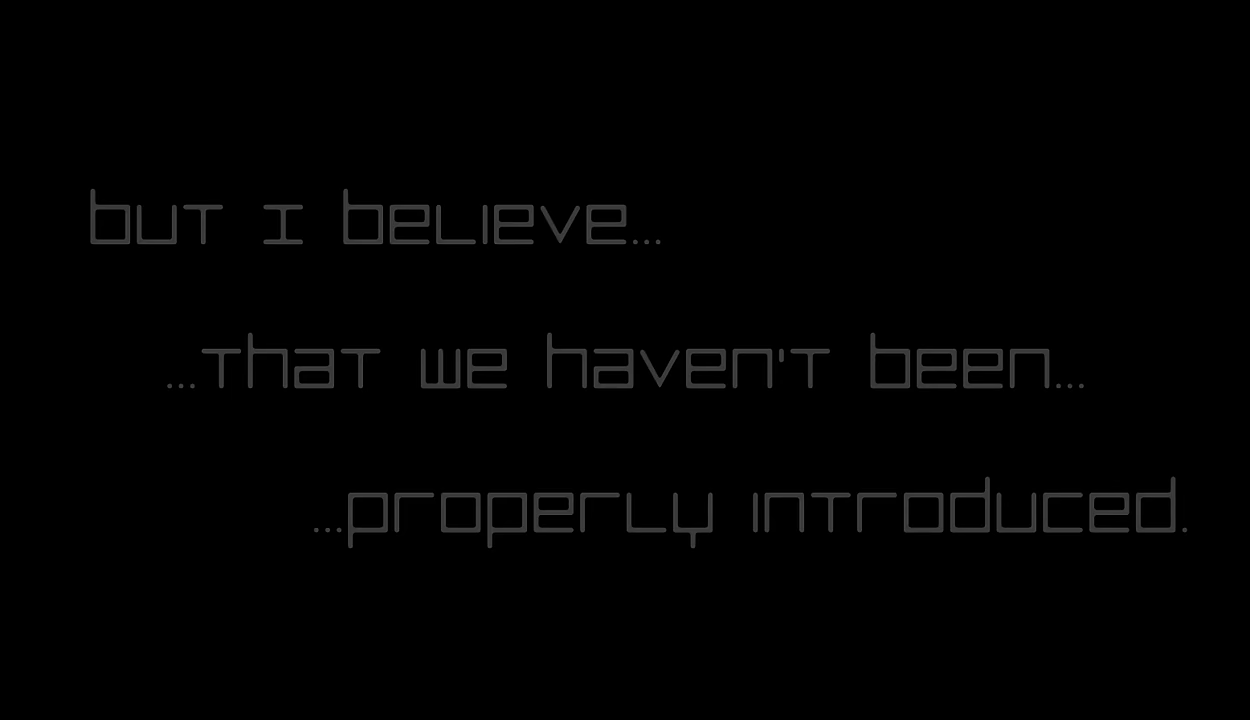 but I believe...
...that we haven't been...
...properly introduced.